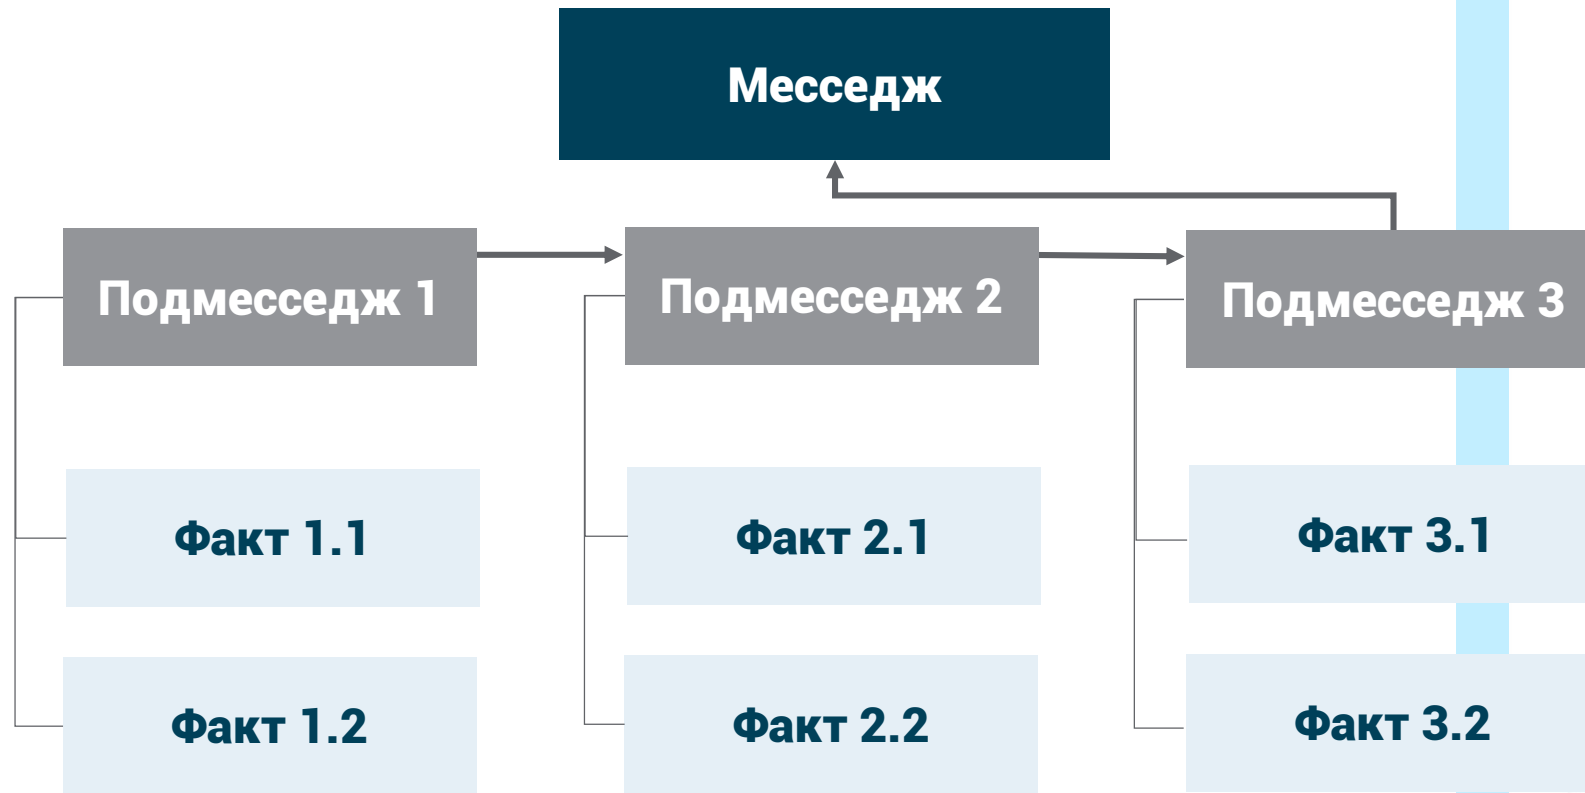 Месседж
Подмесседж 1
Подмесседж 2
Подмесседж 3
Факт 1.1
Факт 2.1
Факт 3.1
Факт 1.2
Факт 2.2
Факт 3.2